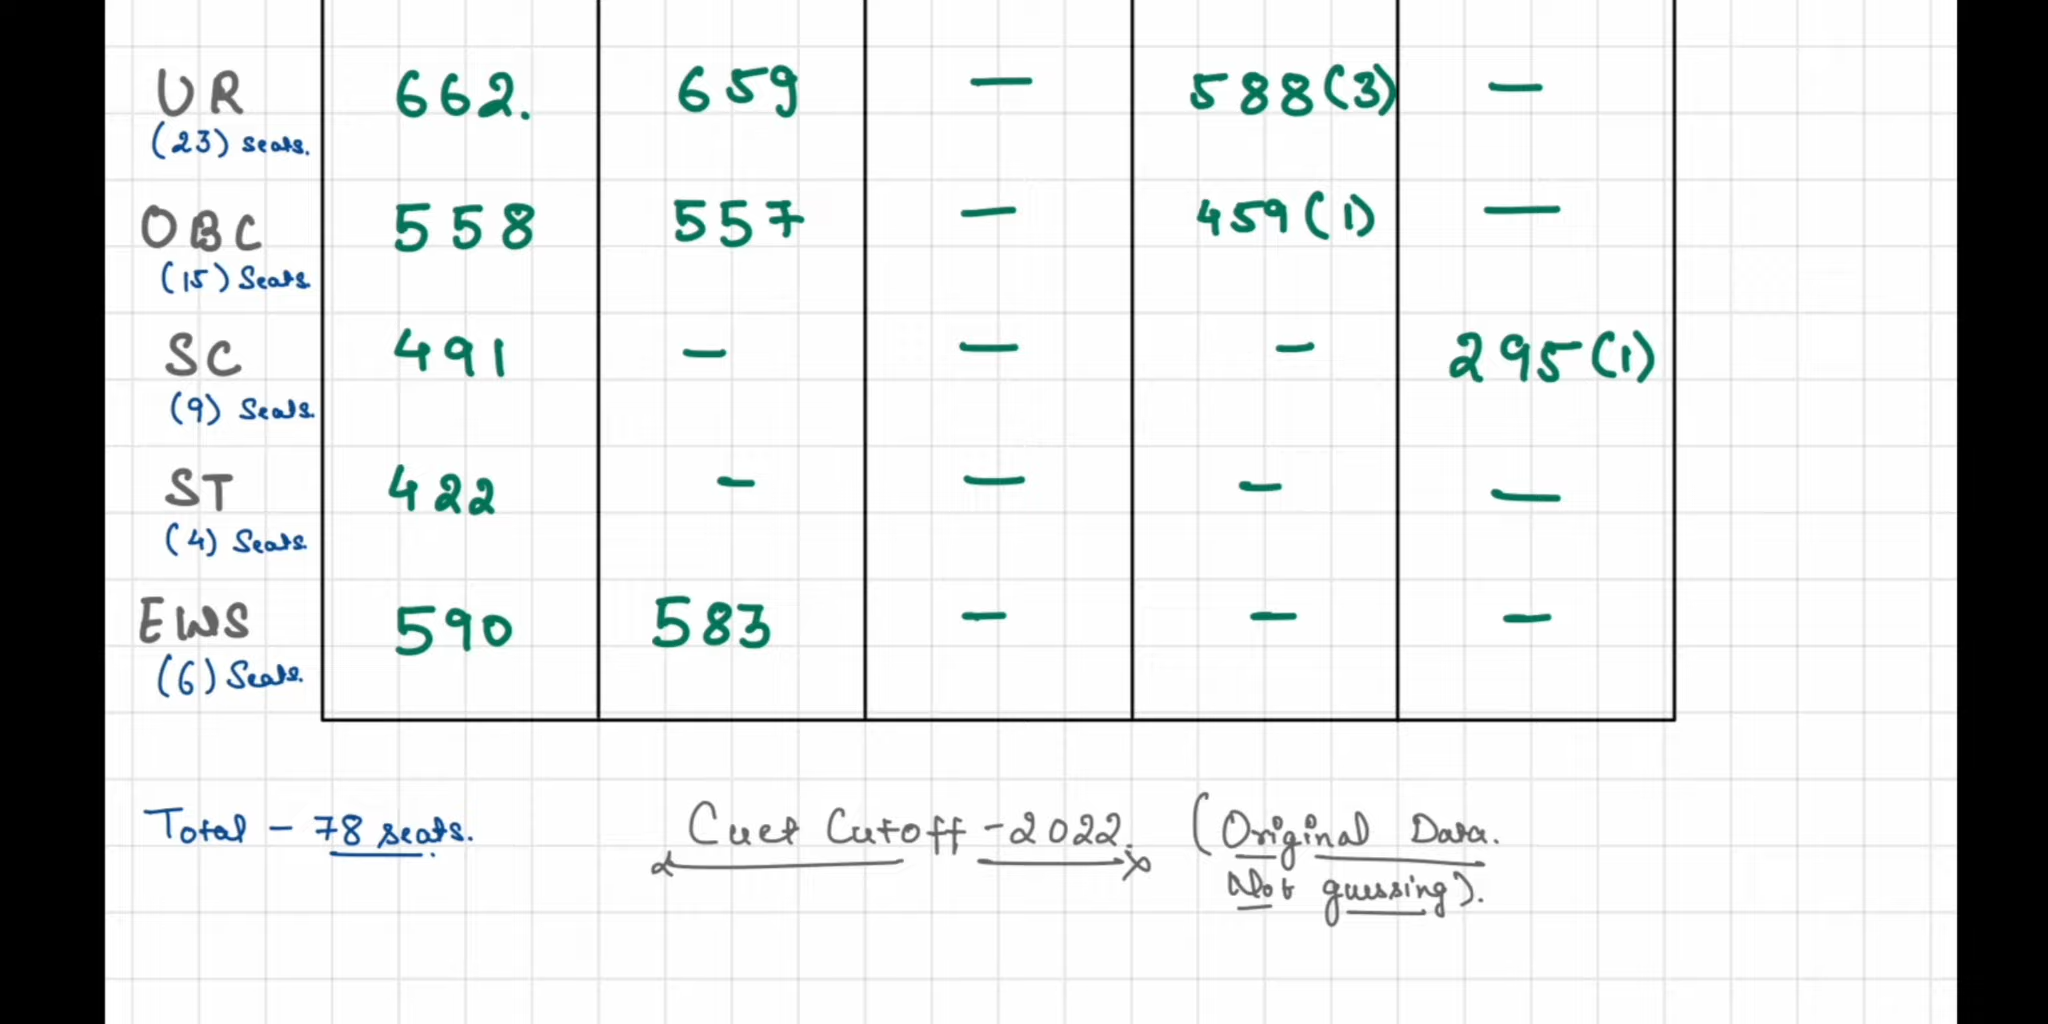 UR 662. 659 — 588(3) —
(23) seats.
OBC 558 557 — 459(1) —
(15) Seats
SC 491 — — — 295(1)
(9) Seats.
ST 422 — — — —
(4) Seats.
EWS 590 583 — — —
(6) Seats.
Total – 78 seats. Cuet Cutoff – 2022. (Original Data.
Not guessing).